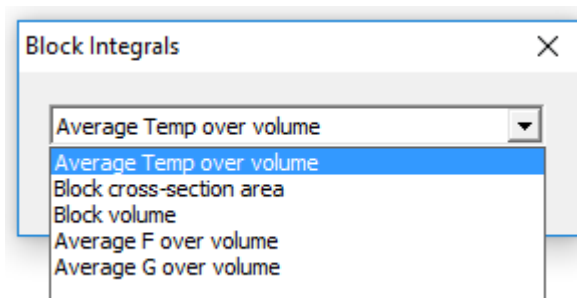 Block Integrals
Average Temp over volume
Average Temp over volume
Block cross-section area
Block volume
Average F over volume
Average G over volume